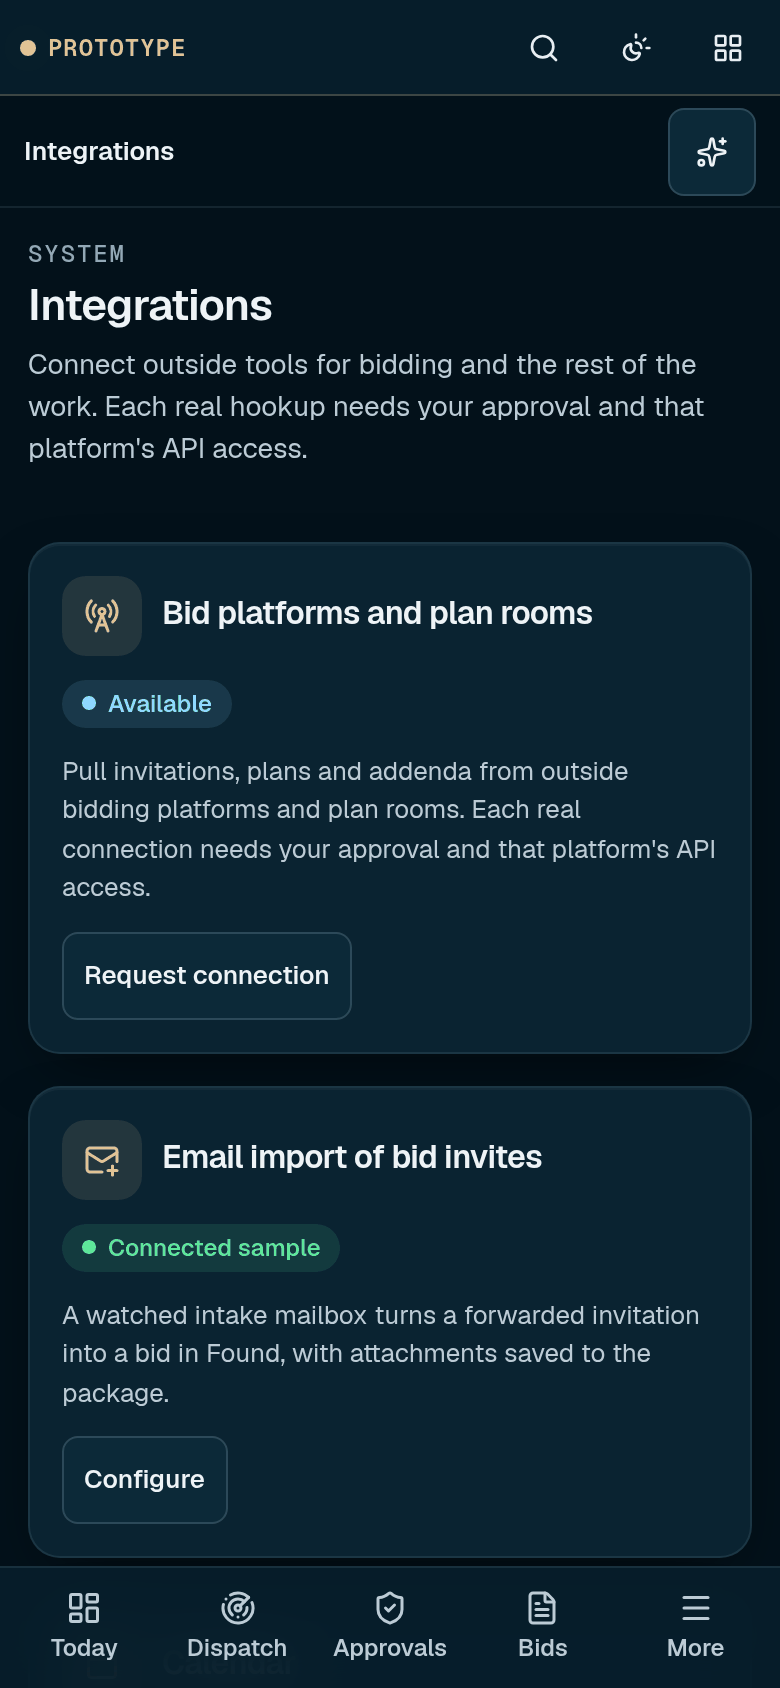 PROTOTYPE
Integrations
SYSTEM
Integrations
Connect outside tools for bidding and the rest of the
work. Each real hookup needs your approval and that
platform's API access.
Bid platforms and plan rooms
Available
Pull invitations, plans and addenda from outside
bidding platforms and plan rooms. Each real
connection needs your approval and that platform's API
access.
Request connection
Email import of bid invites
Connected sample
A watched intake mailbox turns a forwarded invitation
into a bid in Found, with attachments saved to the
package.
Configure
Today
Dispatch
Approvals
Bids
More
Calendar